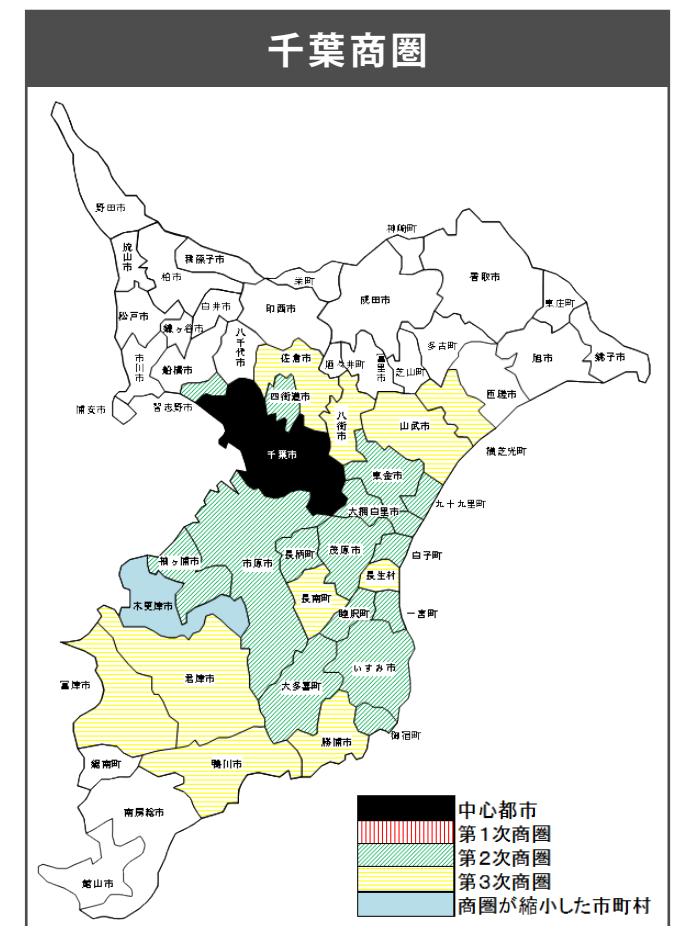 千葉商圏
野田市
流山市
柏市
我孫子市
神崎町
香取市
栄町
成田市
印西市
東庄町
松戸市
白井市
鎌ヶ谷市
八千代市
市川市
船橋市
佐倉市
酒々井町
富里市
芝山町
多古町
旭市
銚子市
匝瑳市
浦安市
習志野市
四街道市
八街市
山武市
横芝光町
千葉市
東金市
大網白里市
九十九里町
袖ヶ浦市
市原市
長柄町
茂原市
白子町
木更津市
長南町
長生村
睦沢町
一宮町
富津市
君津市
大多喜町
いすみ市
鋸南町
鴨川市
勝浦市
御宿町
南房総市
館山市
中心都市
第1次商圏
第2次商圏
第3次商圏
商圏が縮小した市町村